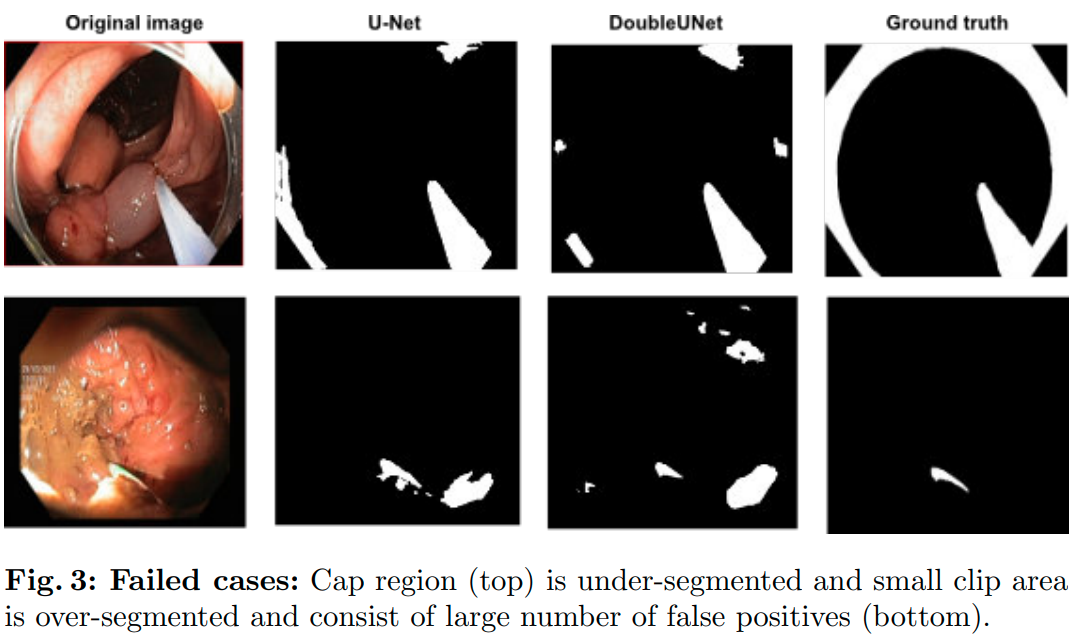 Original image U-Net DoubleUNet Ground truth
Fig. 3: Failed cases: Cap region (top) is under-segmented and small clip area
is over-segmented and consist of large number of false positives (bottom).